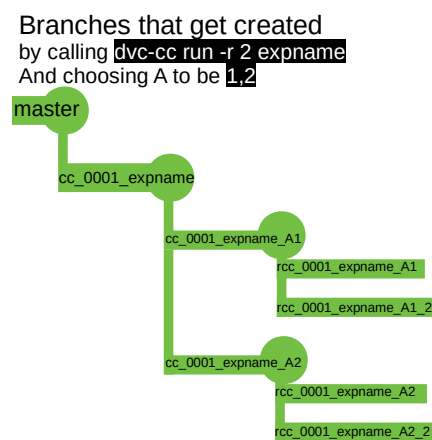 Branches that get created
by calling dvc-cc run -r 2 expname
And choosing A to be 1,2
master
cc_0001_expname
cc_0001_expname_A1
rcc_0001_expname_A1
rcc_0001_expname_A1_2
cc_0001_expname_A2
rcc_0001_expname_A2
rcc_0001_expname_A2_2